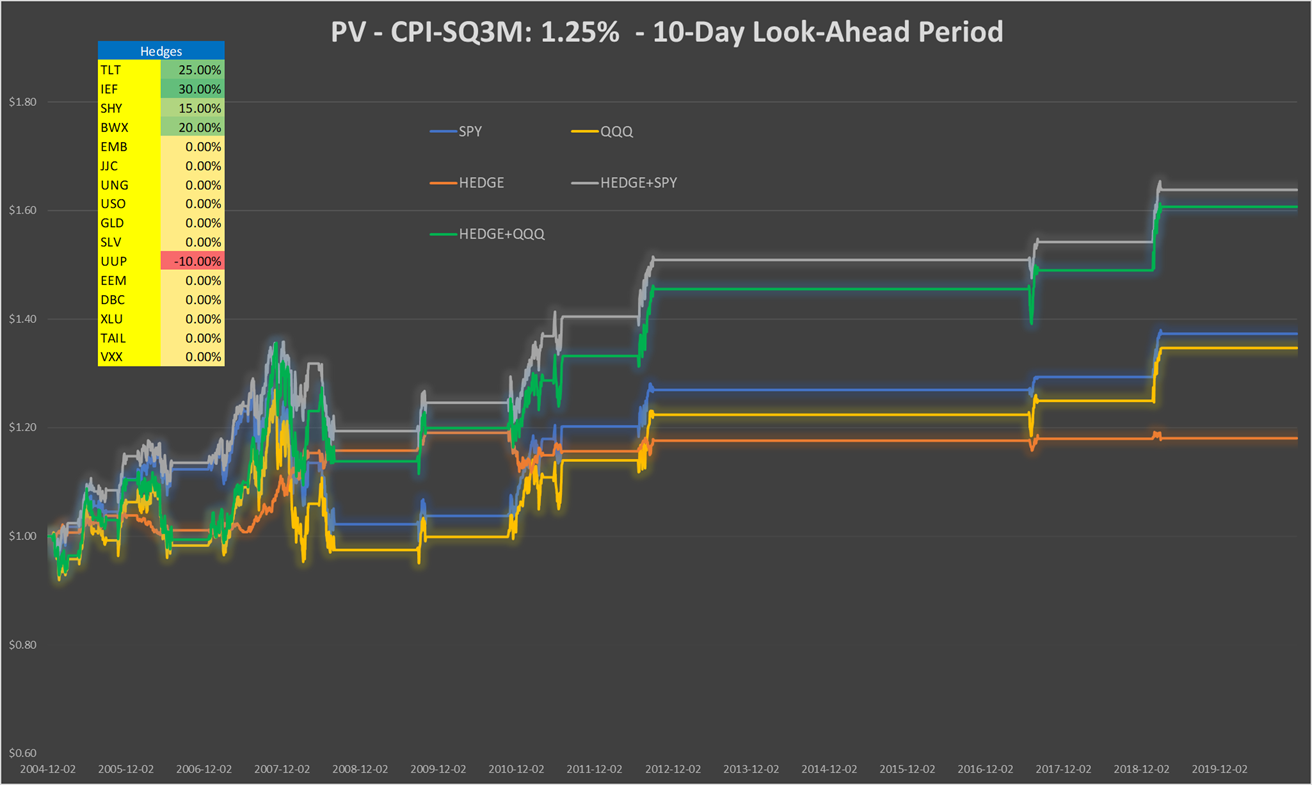 PV - CPI-SQ3M: 1.25%  - 10-Day Look-Ahead Period
Hedges
TLT 25.00%
IEF 30.00%
SHY 15.00%
BWX 20.00%
EMB 0.00%
JJC 0.00%
UNG 0.00%
USO 0.00%
GLD 0.00%
SLV 0.00%
UUP -10.00%
EEM 0.00%
DBC 0.00%
XLU 0.00%
TAIL 0.00%
VXX 0.00%
SPY QQQ
HEDGE HEDGE+SPY
HEDGE+QQQ
$1.80
$1.60
$1.40
$1.20
$1.00
$0.80
$0.60
2004-12-02 2005-12-02 2006-12-02 2007-12-02 2008-12-02 2009-12-02 2010-12-02 2011-12-02 2012-12-02 2013-12-02 2014-12-02 2015-12-02 2016-12-02 2017-12-02 2018-12-02 2019-12-02